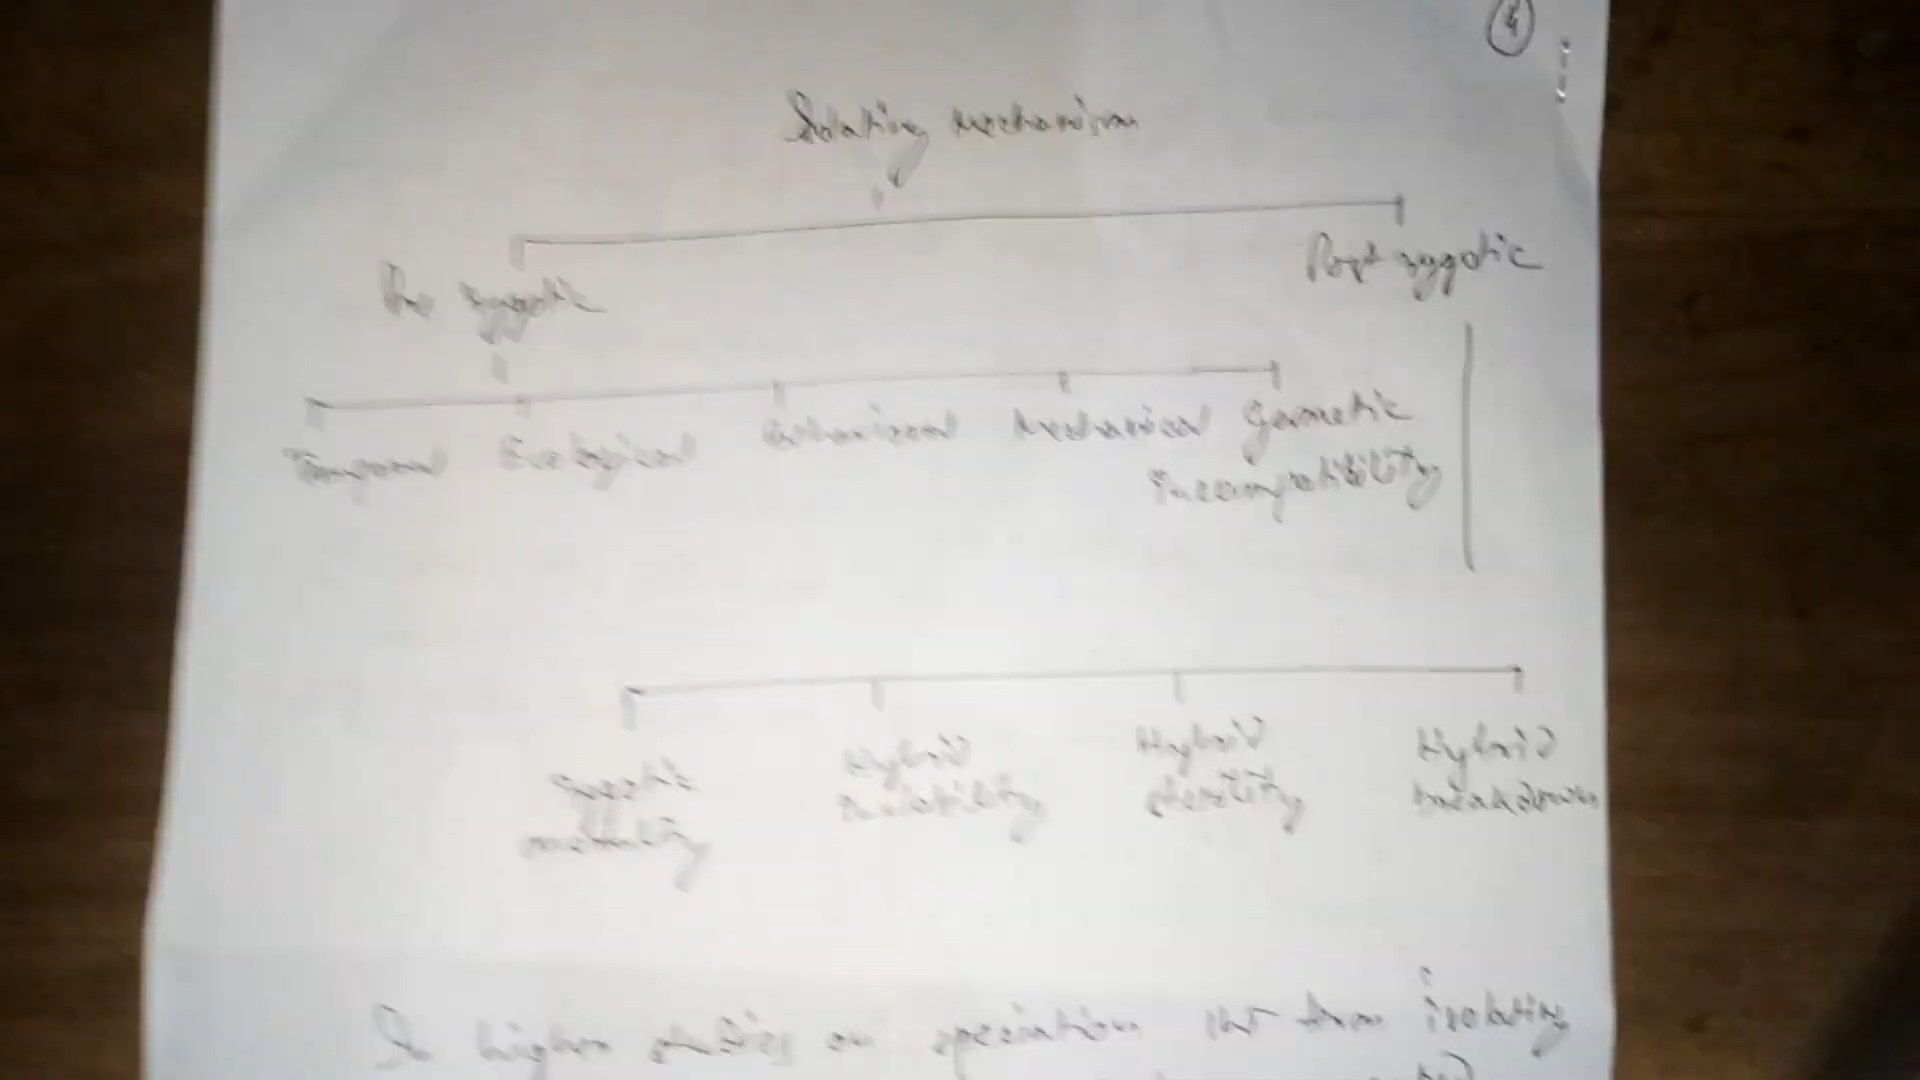 4
Isolating Mechanism
Pre zygotic
Post zygotic
Temporal Ecological Behavioural Mechanical Gametic
incompatibility
Zygotic
mortality
Hybrid
inviability
Hybrid
sterility
Hybrid
breakdown
In higher studies on speciation the term isolating